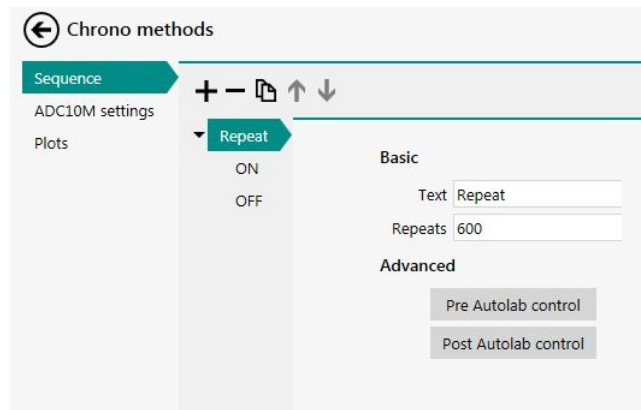 Chrono methods
Sequence
ADC10M settings
Plots
Repeat
ON
OFF
Basic
Text Repeat
Repeats 600
Advanced
Pre Autolab control
Post Autolab control